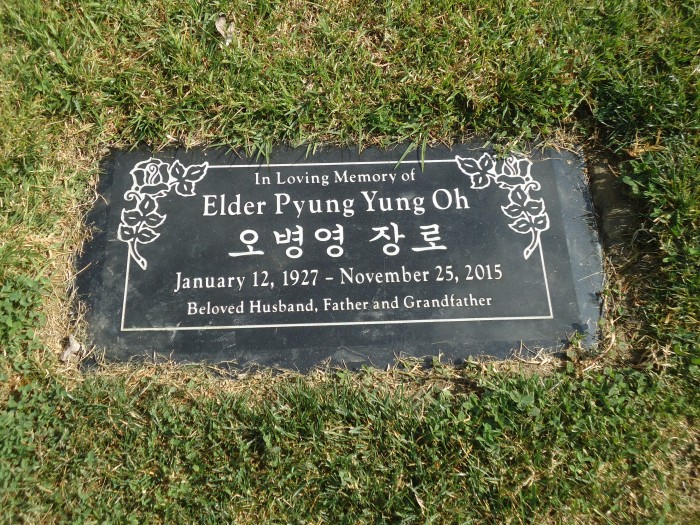 In Loving Memory of
Elder Pyung Yung Oh
오병영 장로
January 12, 1927 – November 25, 2015
Beloved Husband, Father and Grandfather